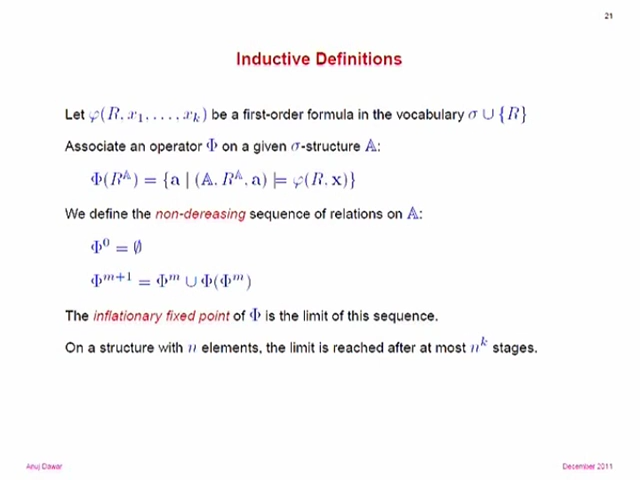 21
Inductive Definitions
Let φ(R, x₁, . . . , xₖ) be a first-order formula in the vocabulary σ ∪ {R}
Associate an operator Φ on a given σ-structure 𝔸:
Φ(R^𝔸) = {a | (𝔸, R^𝔸, a) ⊨ φ(R, x)}
We define the non-dereasing sequence of relations on 𝔸:
Φ⁰ = ∅
Φᵐ⁺¹ = Φᵐ ∪ Φ(Φᵐ)
The inflationary fixed point of Φ is the limit of this sequence.
On a structure with n elements, the limit is reached after at most nᵏ stages.
Anuj Dawar December 2011